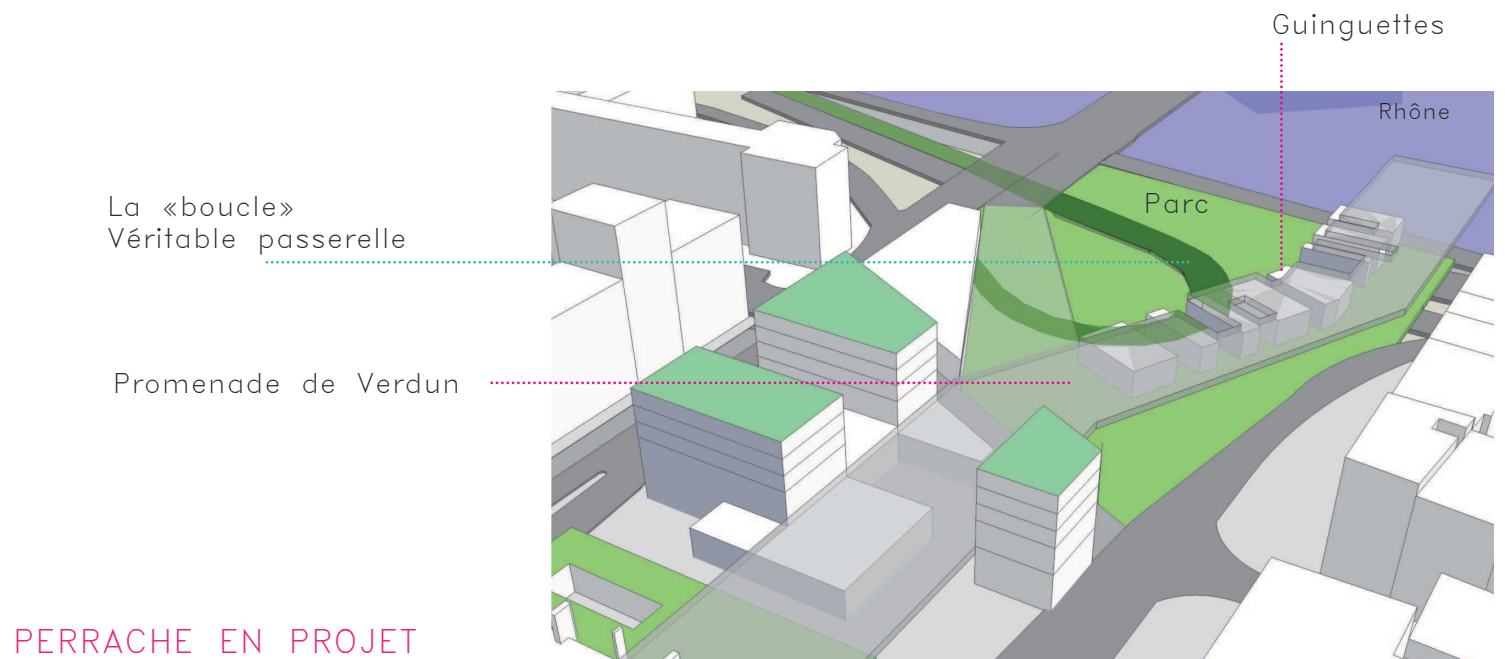 Guinguettes
Rhône
La «boucle»
Véritable passerelle
Parc
Promenade de Verdun
PERRACHE EN PROJET